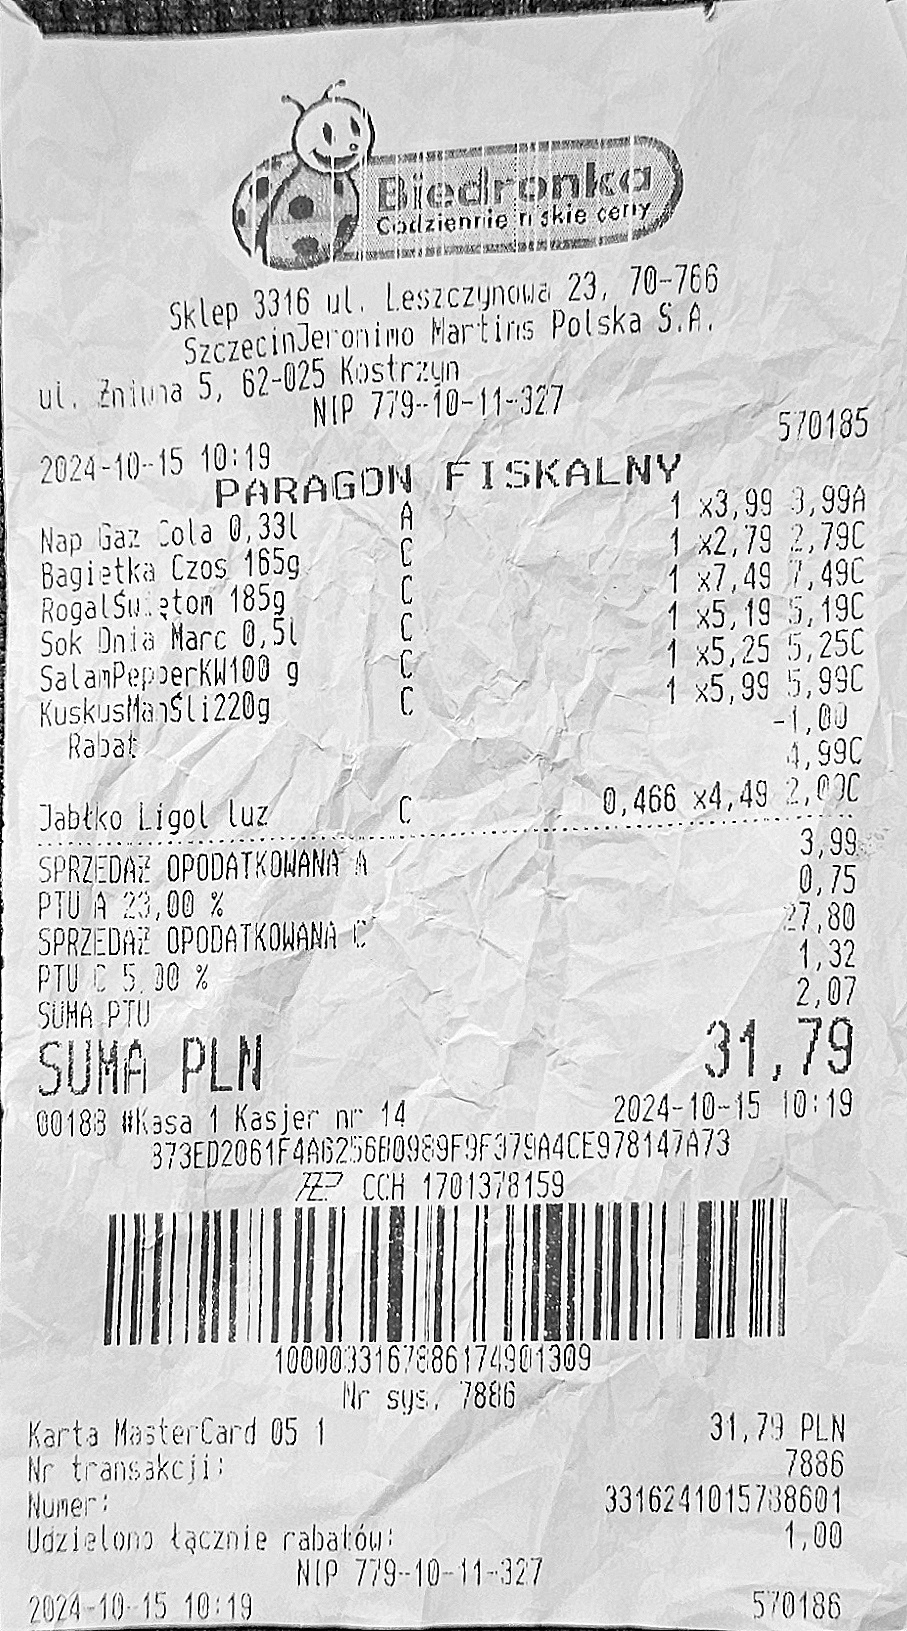 Biedronka
Codziennie niskie ceny
Sklep 3316 ul. Leszczynowa 23, 70-766
SzczecinJeronimo Martins Polska S.A.
ul. Żniwna 5, 62-025 Kostrzyn
NIP 779-10-11-327
570185
2024-10-15 10:19
PARAGON FISKALNY
Nap Gaz Cola 0,33l A 1 x3,99 3,99A
Bagietka Czos 165g C 1 x2,79 2,79C
RogalŚwiętom 185g C 1 x7,49 7,49C
Sok Dnia Marc 0,5l C 1 x5,19 5,19C
SalamPepperKW100 g C 1 x5,25 5,25C
KuskusManŚli220g C 1 x5,99 5,99C
Rabat -1,00
4,99C
Jabłko Ligol luz C 0,466 x4,49 2,09C
SPRZEDAŻ OPODATKOWANA A 3,99
PTU A 23,00 % 0,75
SPRZEDAŻ OPODATKOWANA C 27,80
PTU C 5,00 % 1,32
SUMA PTU 2,07
SUMA PLN 31,79
00188 #Kasa 1 Kasjer nr 14 2024-10-15 10:19
873ED2061F4A6256B0989F9F379A4CE978147A73
CCH 1701378159
1000033167886174901309
Nr sys. 7886
Karta MasterCard 05 1 31,79 PLN
Nr transakcji: 7886
Numer: 3316241015788601
Udzielono łącznie rabatów: 1,00
NIP 779-10-11-327
2024-10-15 10:19 570186